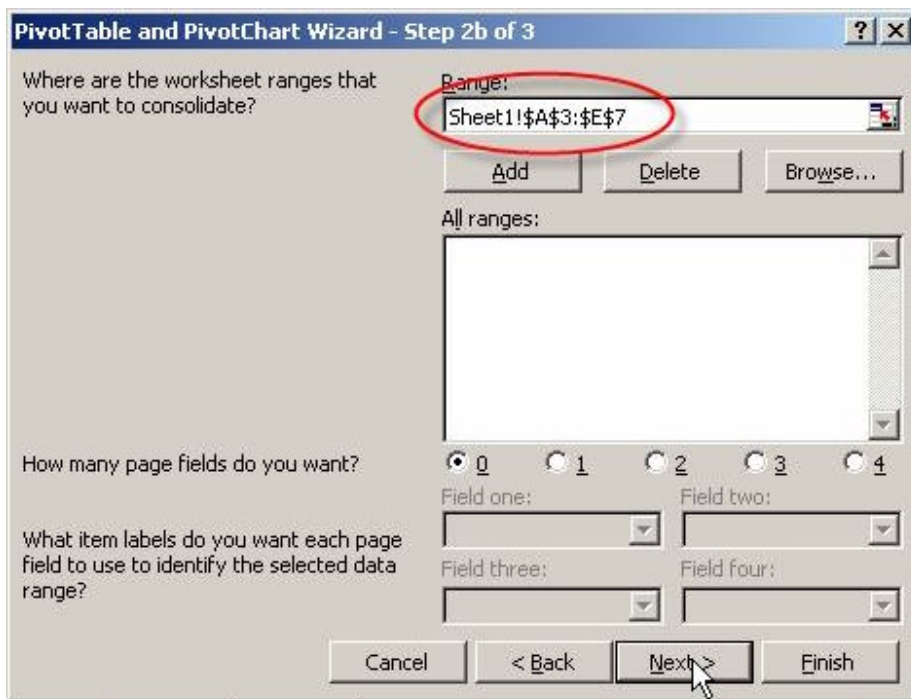 PivotTable and PivotChart Wizard - Step 2b of 3
Where are the worksheet ranges that
you want to consolidate?
Range:
Sheet1!$A$3:$E$7
Add
Delete
Browse...
All ranges:
How many page fields do you want?
0
1
2
3
4
What item labels do you want each page
field to use to identify the selected data
range?
Field one:
Field two:
Field three:
Field four:
Cancel
< Back
Next >
Finish